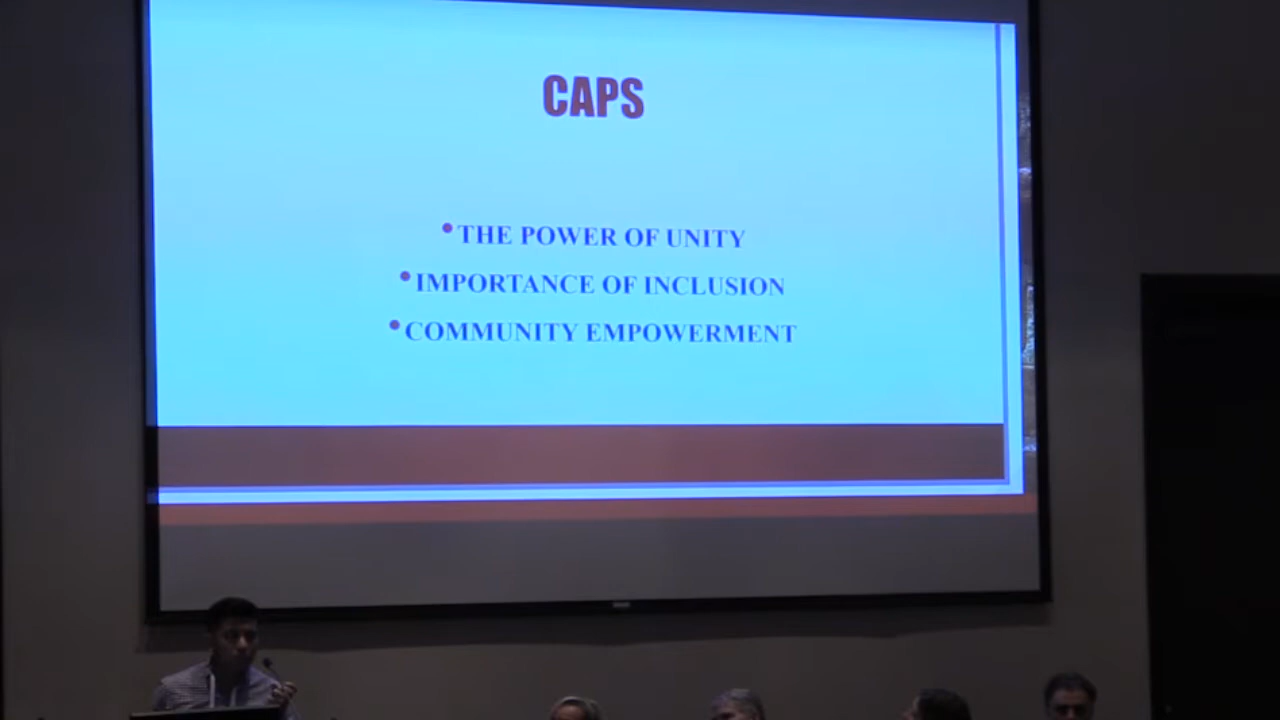 CAPS
•THE POWER OF UNITY
•IMPORTANCE OF INCLUSION
•COMMUNITY EMPOWERMENT